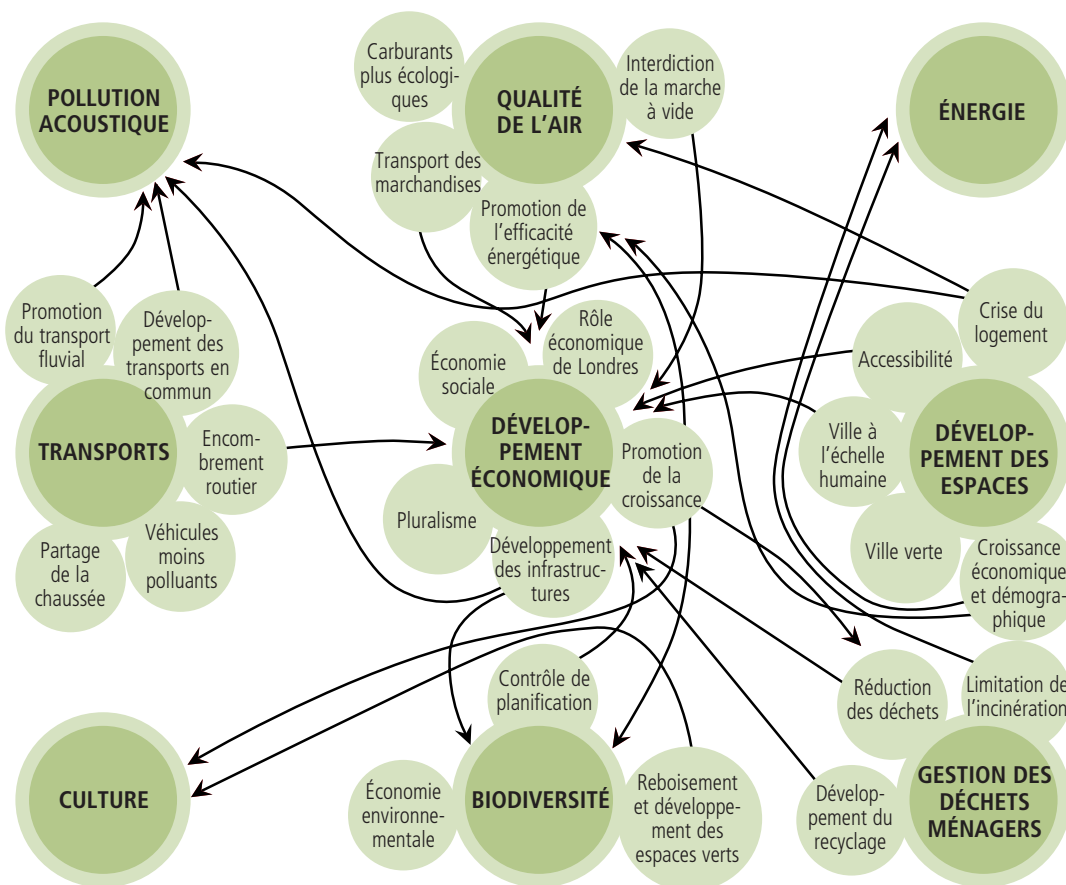 POLLUTION
ACOUSTIQUE
Carburants
plus écologi-
ques
QUALITÉ
DE L’AIR
Interdiction
de la marche
à vide
ÉNERGIE
Transport des
marchandises
Promotion de
l’efficacité
énergétique
Promotion
du transport
fluvial
Dévelop-
pement des
transports en
commun
TRANSPORTS
Encom-
brement
routier
Partage
de la
chaussée
Véhicules
moins
polluants
Économie
sociale
Rôle
économique
de Londres
DÉVELOP-
PEMENT
ÉCONOMIQUE
Promotion
de la
croissance
Pluralisme
Développement
des infrastruc-
tures
Crise du
logement
Accessibilité
Ville à
l’échelle
humaine
DÉVELOP-
PEMENT DES
ESPACES
Ville verte
Croissance
économique
et démogra-
phique
CULTURE
Contrôle de
planification
Économie
environne-
mentale
BIODIVERSITÉ
Reboisement
et développe-
ment des
espaces verts
Réduction
des déchets
Limitation de
l’incinération
Dévelop-
pement du
recyclage
GESTION DES
DÉCHETS
MÉNAGERS